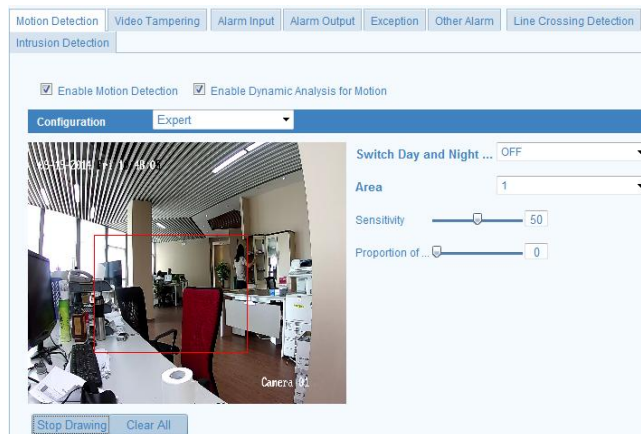 Motion Detection Video Tampering Alarm Input Alarm Output Exception Other Alarm Line Crossing Detection
Intrusion Detection
Enable Motion Detection Enable Dynamic Analysis for Motion
Configuration Expert
Switch Day and Night ... OFF
Area 1
Sensitivity 50
Proportion of ... 0
Camera 01
Stop Drawing Clear All